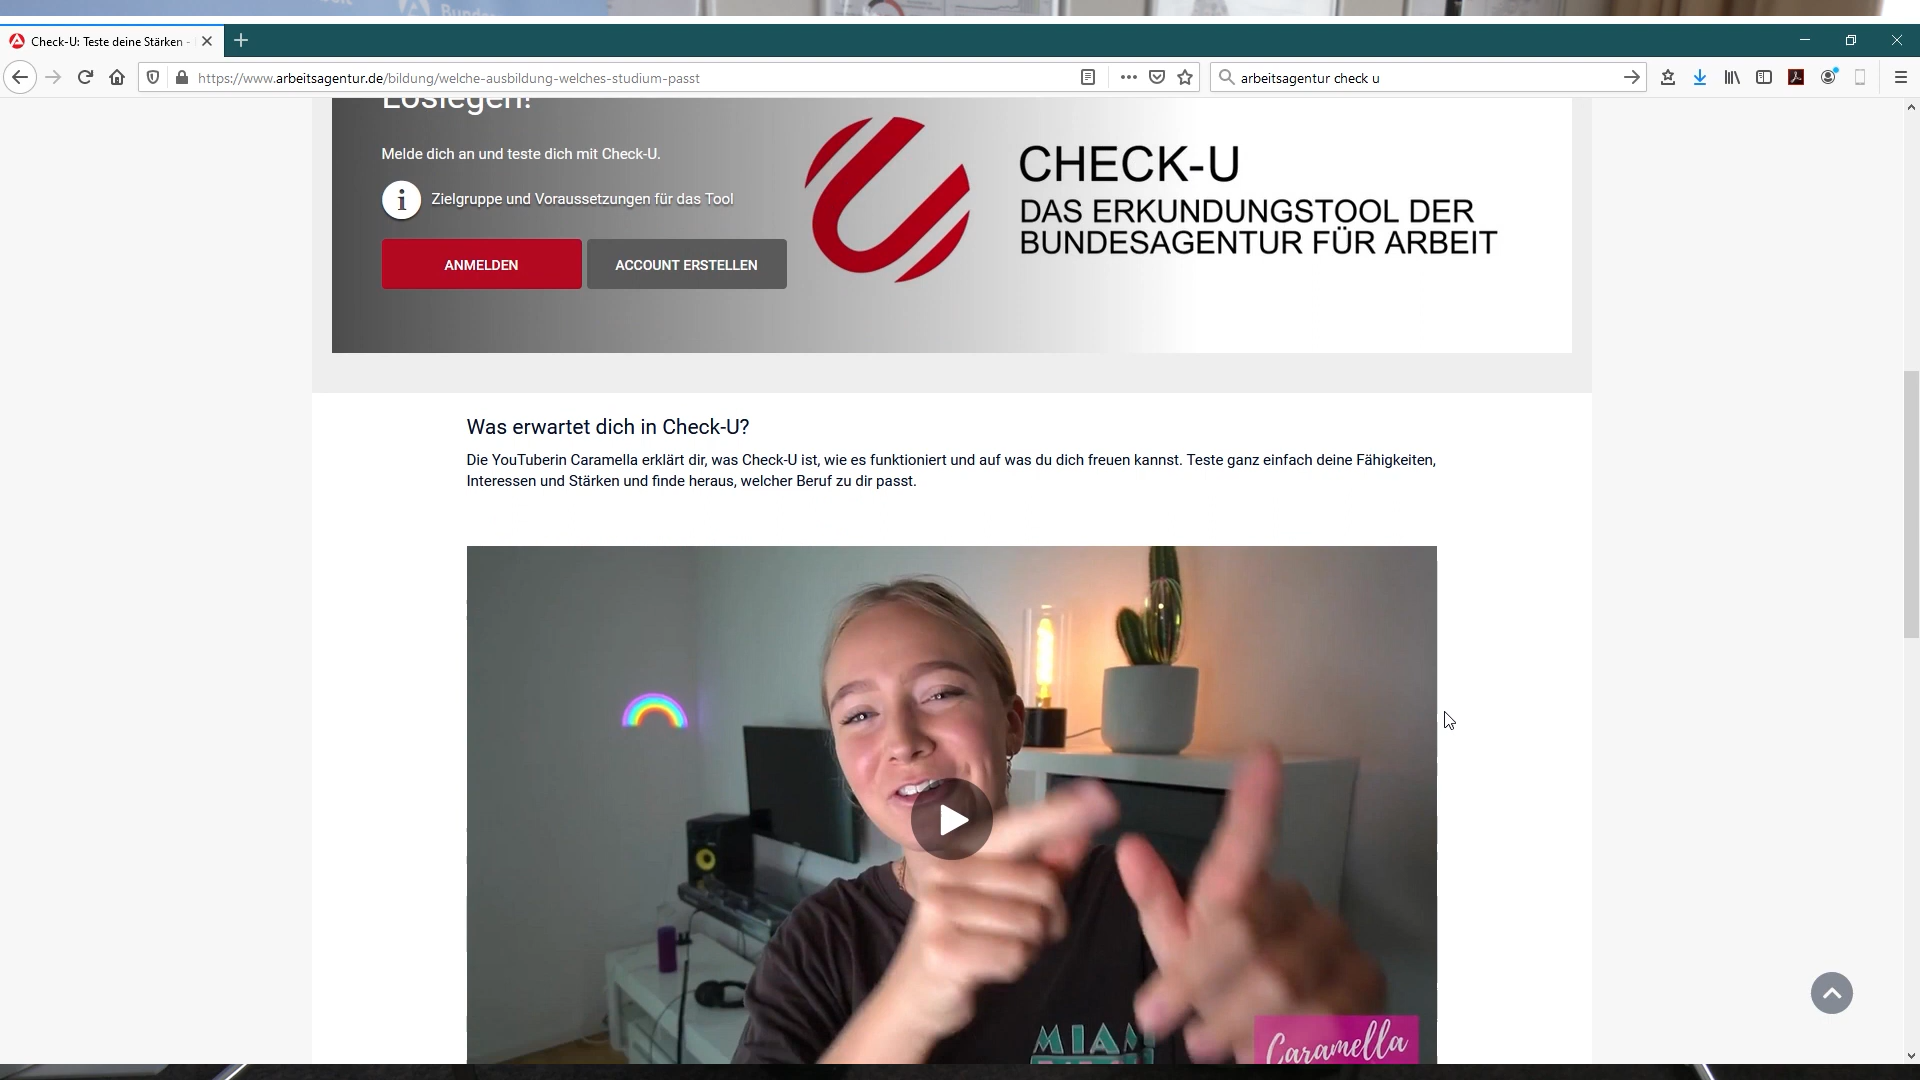 Check-U: Teste deine Stärken -
https://www.arbeitsagentur.de/bildung/welche-ausbildung-welches-studium-passt
arbeitsagentur check u
Loslegen!
Melde dich an und teste dich mit Check-U.
i Zielgruppe und Voraussetzungen für das Tool
ANMELDEN
ACCOUNT ERSTELLEN
CHECK-U
DAS ERKUNDUNGSTOOL DER
BUNDESAGENTUR FÜR ARBEIT
Was erwartet dich in Check-U?
Die YouTuberin Caramella erklärt dir, was Check-U ist, wie es funktioniert und auf was du dich freuen kannst. Teste ganz einfach deine Fähigkeiten,
Interessen und Stärken und finde heraus, welcher Beruf zu dir passt.
MIAMI
Caramella